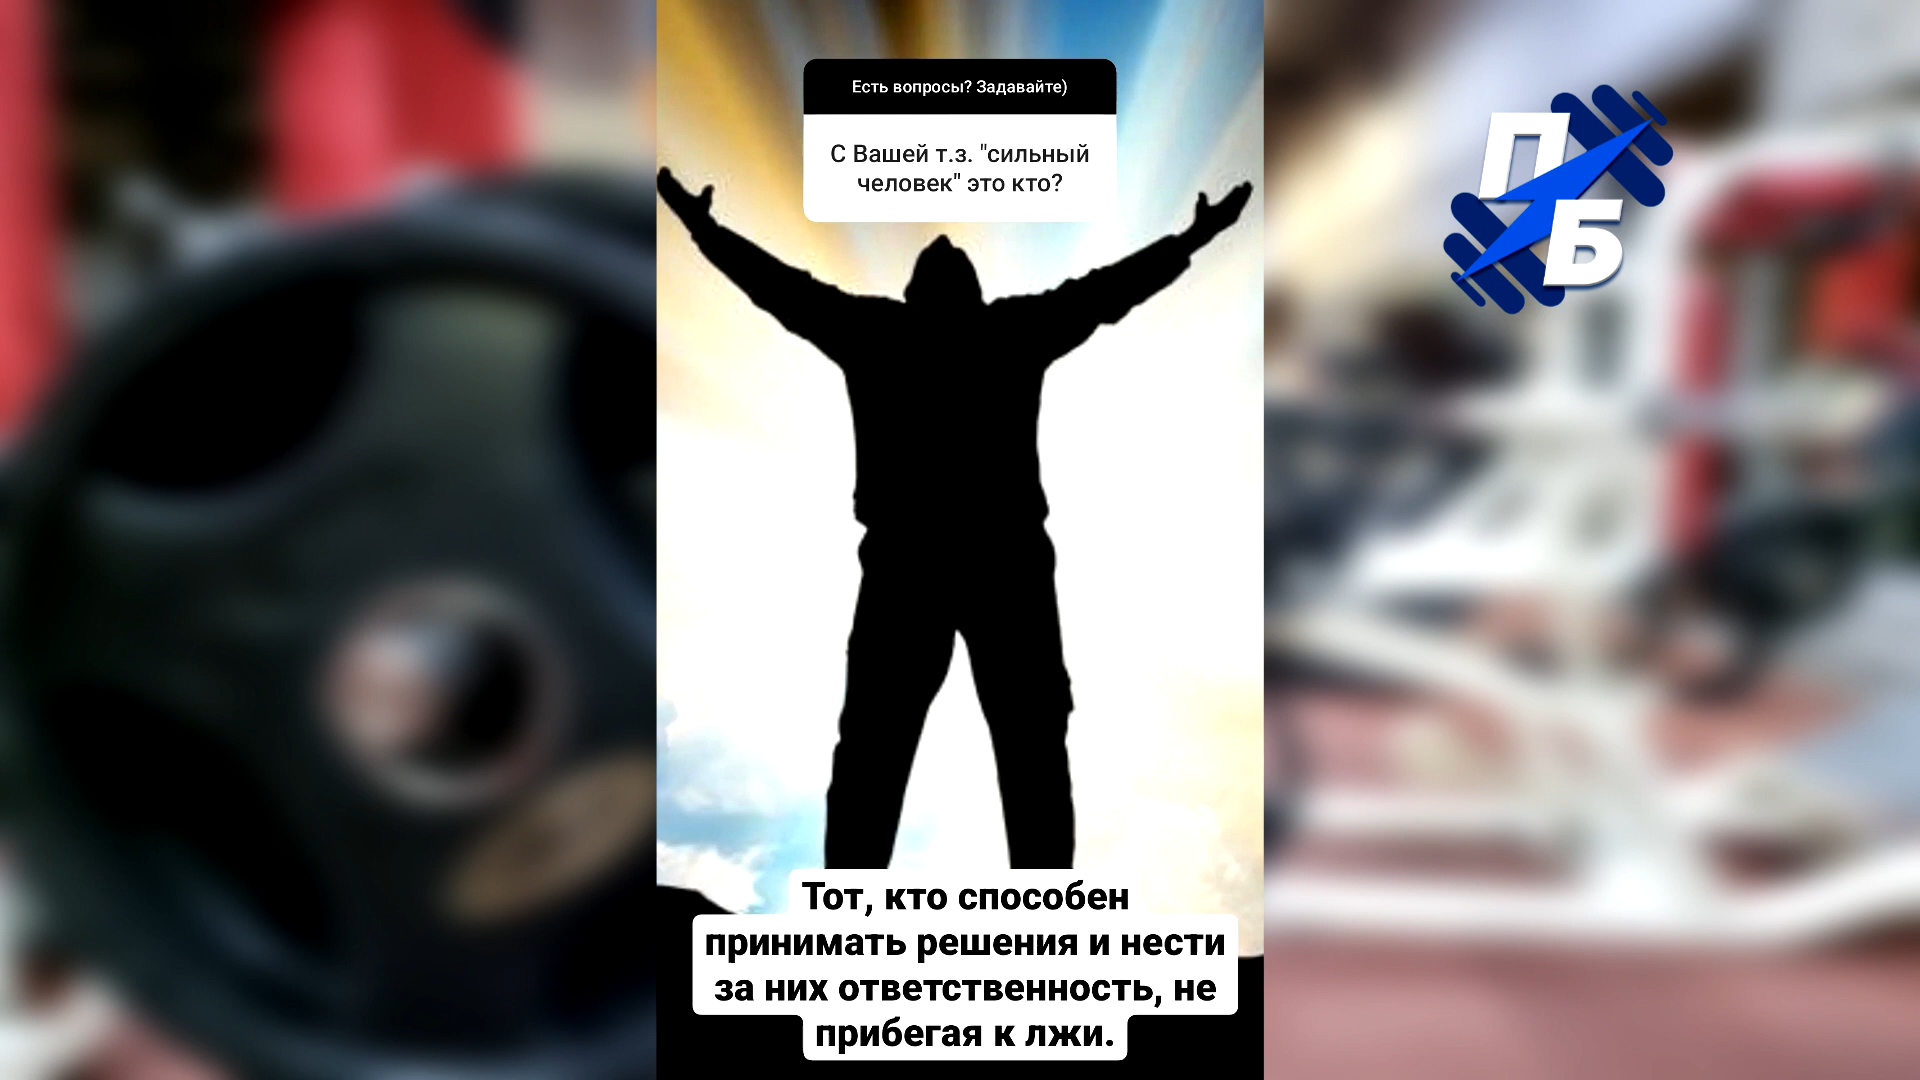 Есть вопросы? Задавайте)
С Вашей т.з. "сильный
человек" это кто?
П
Б
Тот, кто способен
принимать решения и нести
за них ответственность, не
прибегая к лжи.